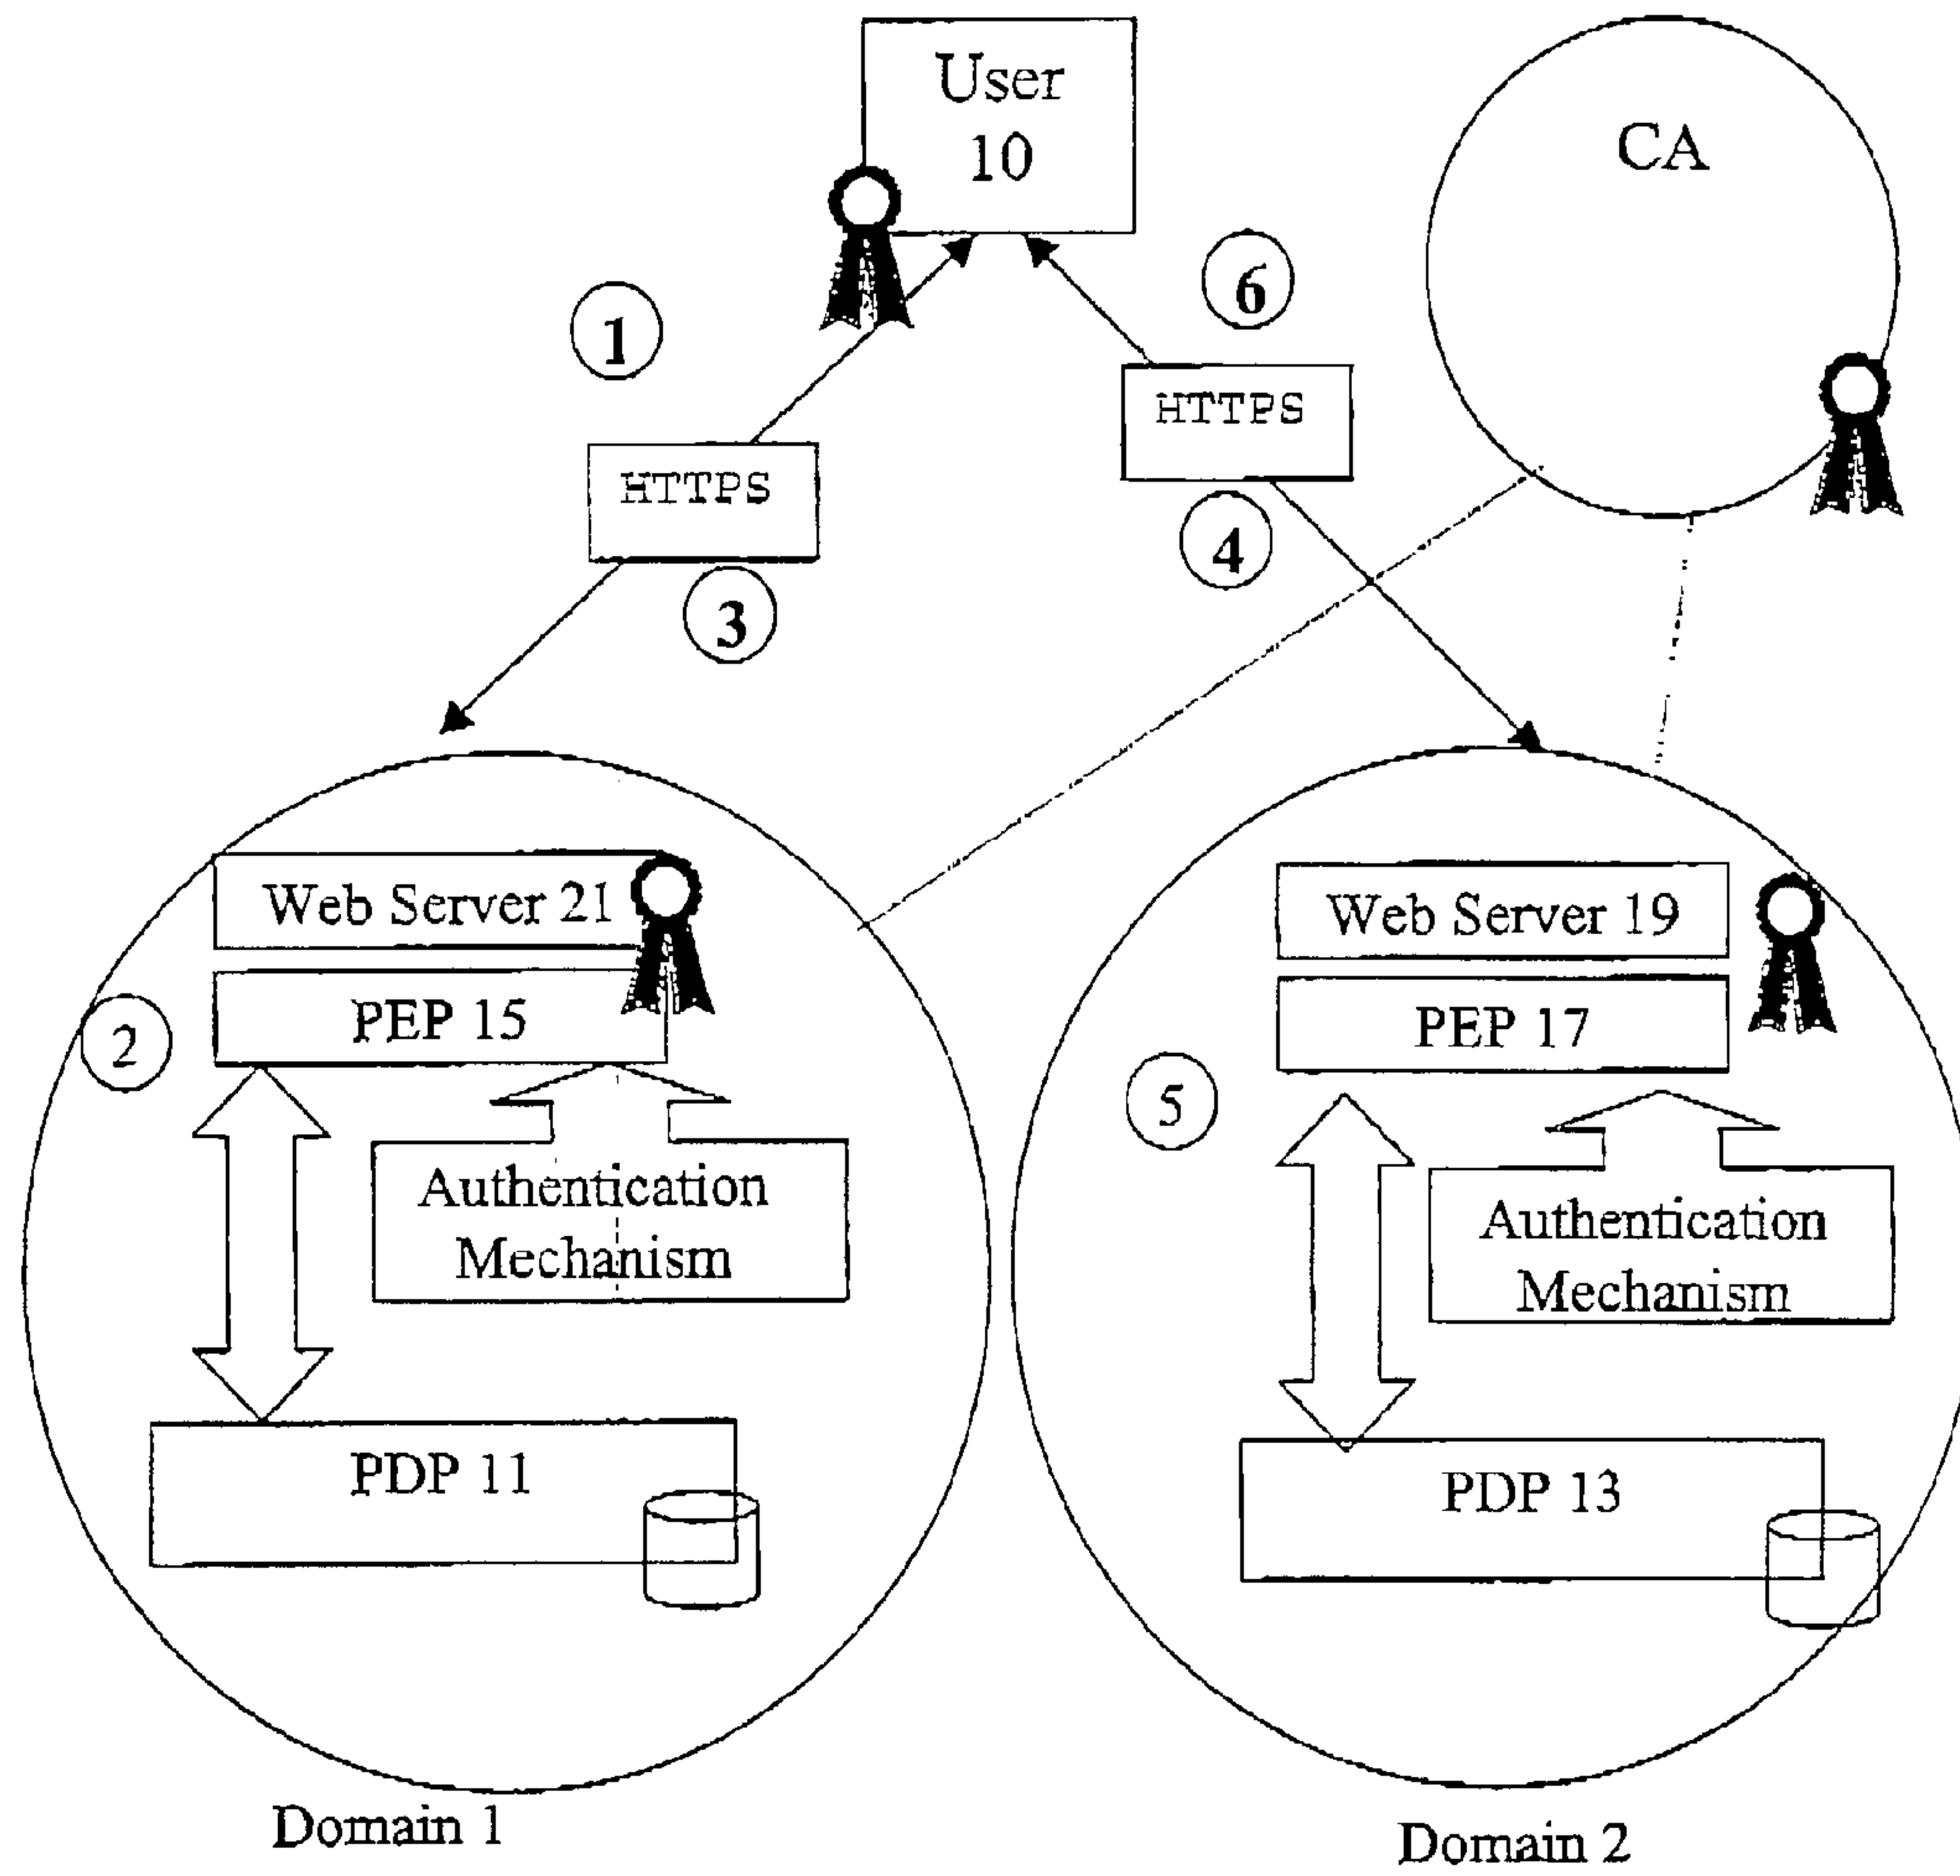 User
10
CA
6
1
HTTPS
HTTPS
4
3
Web Server 21
PEP 15
2
Authentication
Mechanism
PDP 11
Domain 1
Web Server 19
PEP 17
5
Authentication
Mechanism
PDP 13
Domain 2